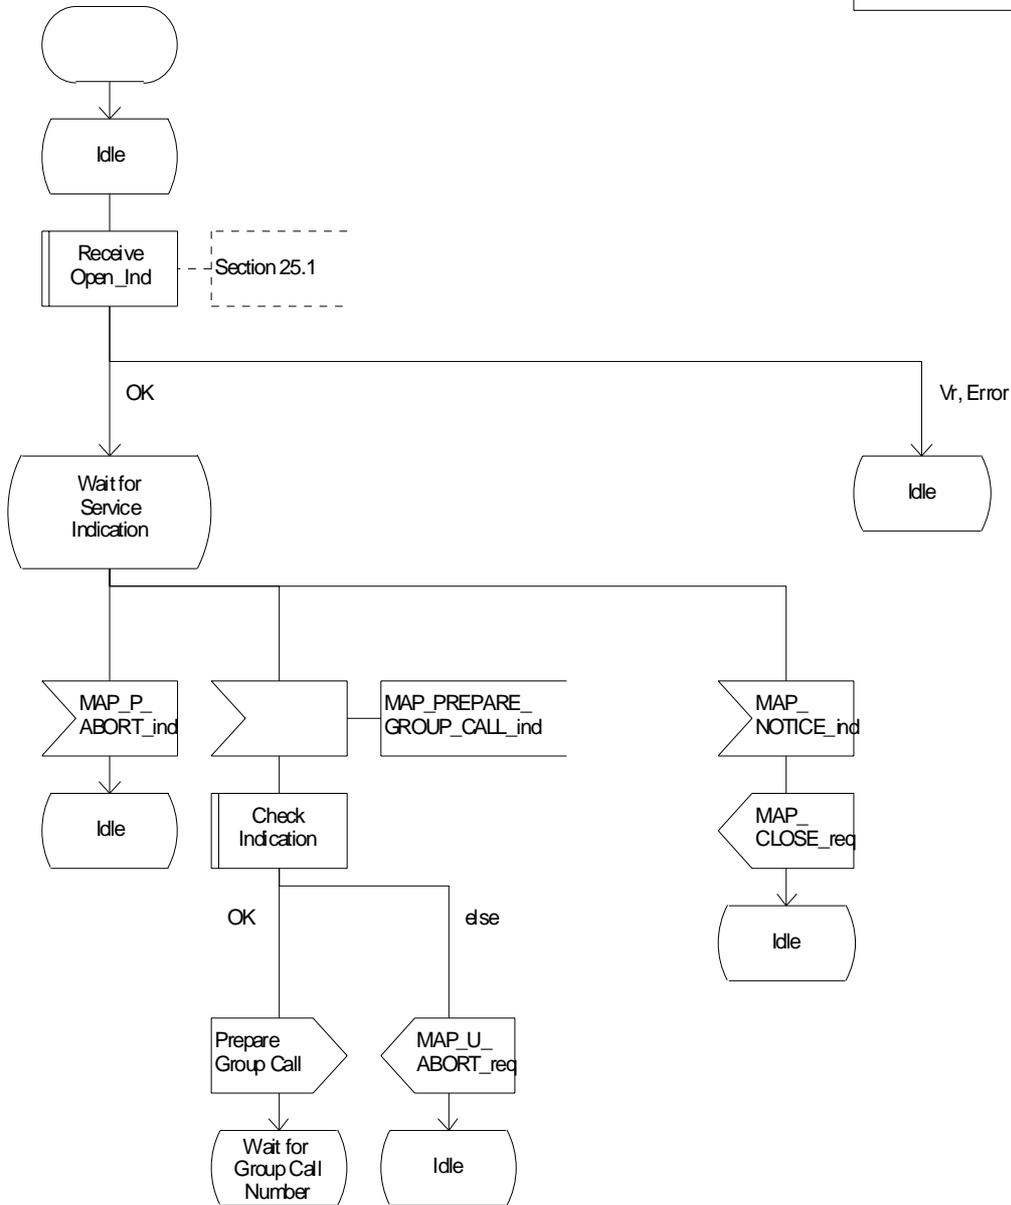 Idle
Receive
Open_Ind
Section 25.1
OK
Vr, Error
Wait for
Service
Indication
Idle
MAP_P_
ABORT_ind
MAP_PREPARE_
GROUP_CALL_ind
MAP_
NOTICE_ind
Idle
Check
Indication
MAP_
CLOSE_req
OK
else
Idle
Prepare
Group Call
MAP_U_
ABORT_req
Wait for
Group Call
Number
Idle